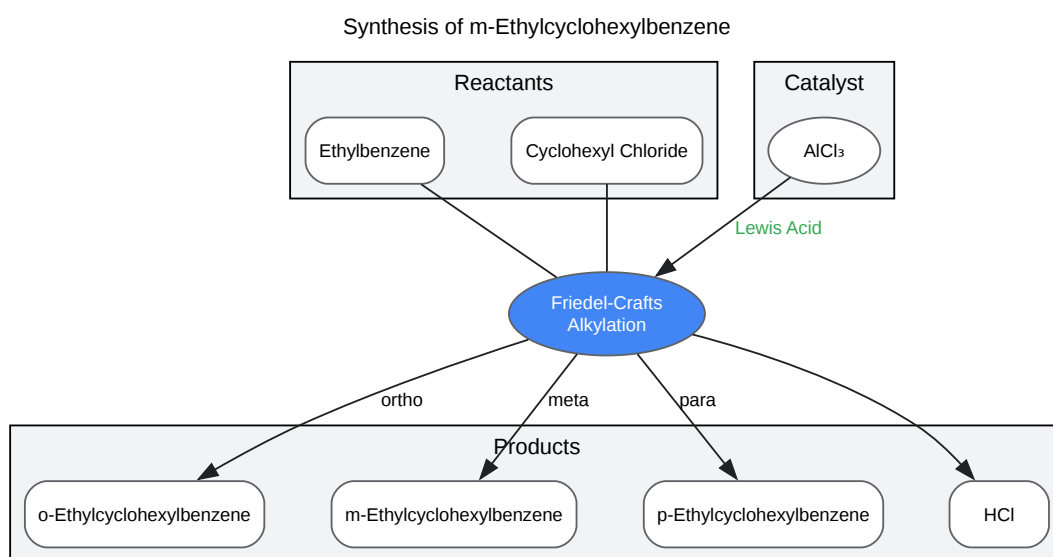 Synthesis of m-Ethylcyclohexylbenzene
Reactants
Catalyst
Ethylbenzene
Cyclohexyl Chloride
AlCl₃
Lewis Acid
Friedel-Crafts
Alkylation
ortho
meta
para
Products
o-Ethylcyclohexylbenzene
m-Ethylcyclohexylbenzene
p-Ethylcyclohexylbenzene
HCl